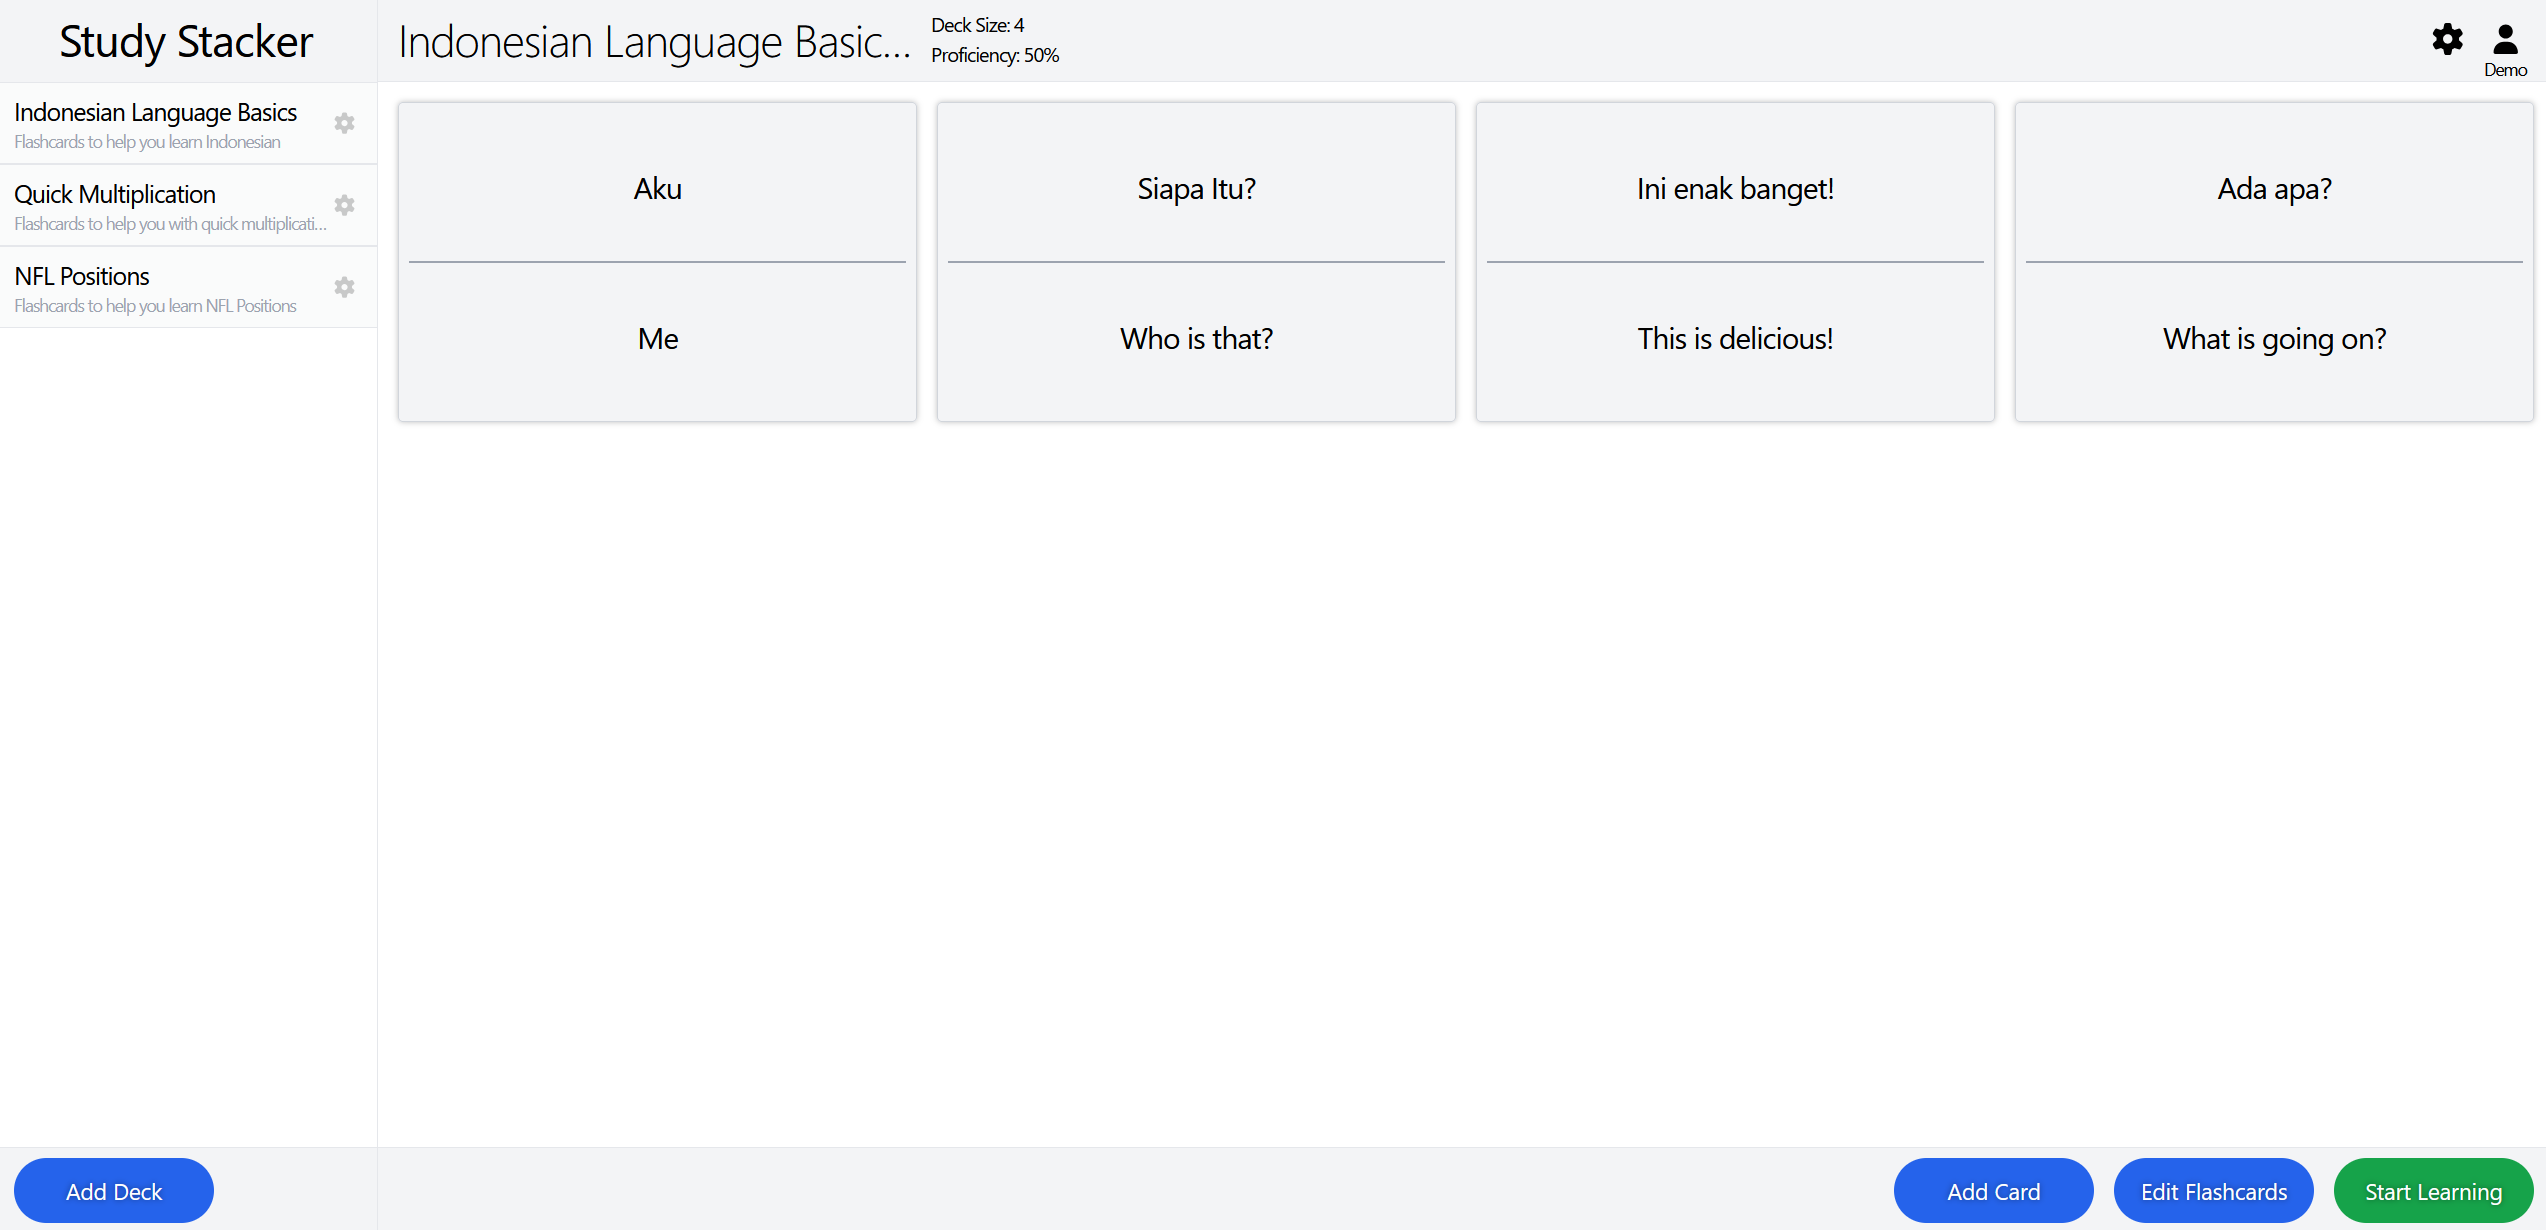 Study Stacker
Indonesian Language Basic...
Deck Size: 4
Proficiency: 50%
Demo
Indonesian Language Basics
Flashcards to help you learn Indonesian
Quick Multiplication
Flashcards to help you with quick multiplicati...
NFL Positions
Flashcards to help you learn NFL Positions
Aku
Me
Siapa Itu?
Who is that?
Ini enak banget!
This is delicious!
Ada apa?
What is going on?
Add Deck
Add Card
Edit Flashcards
Start Learning